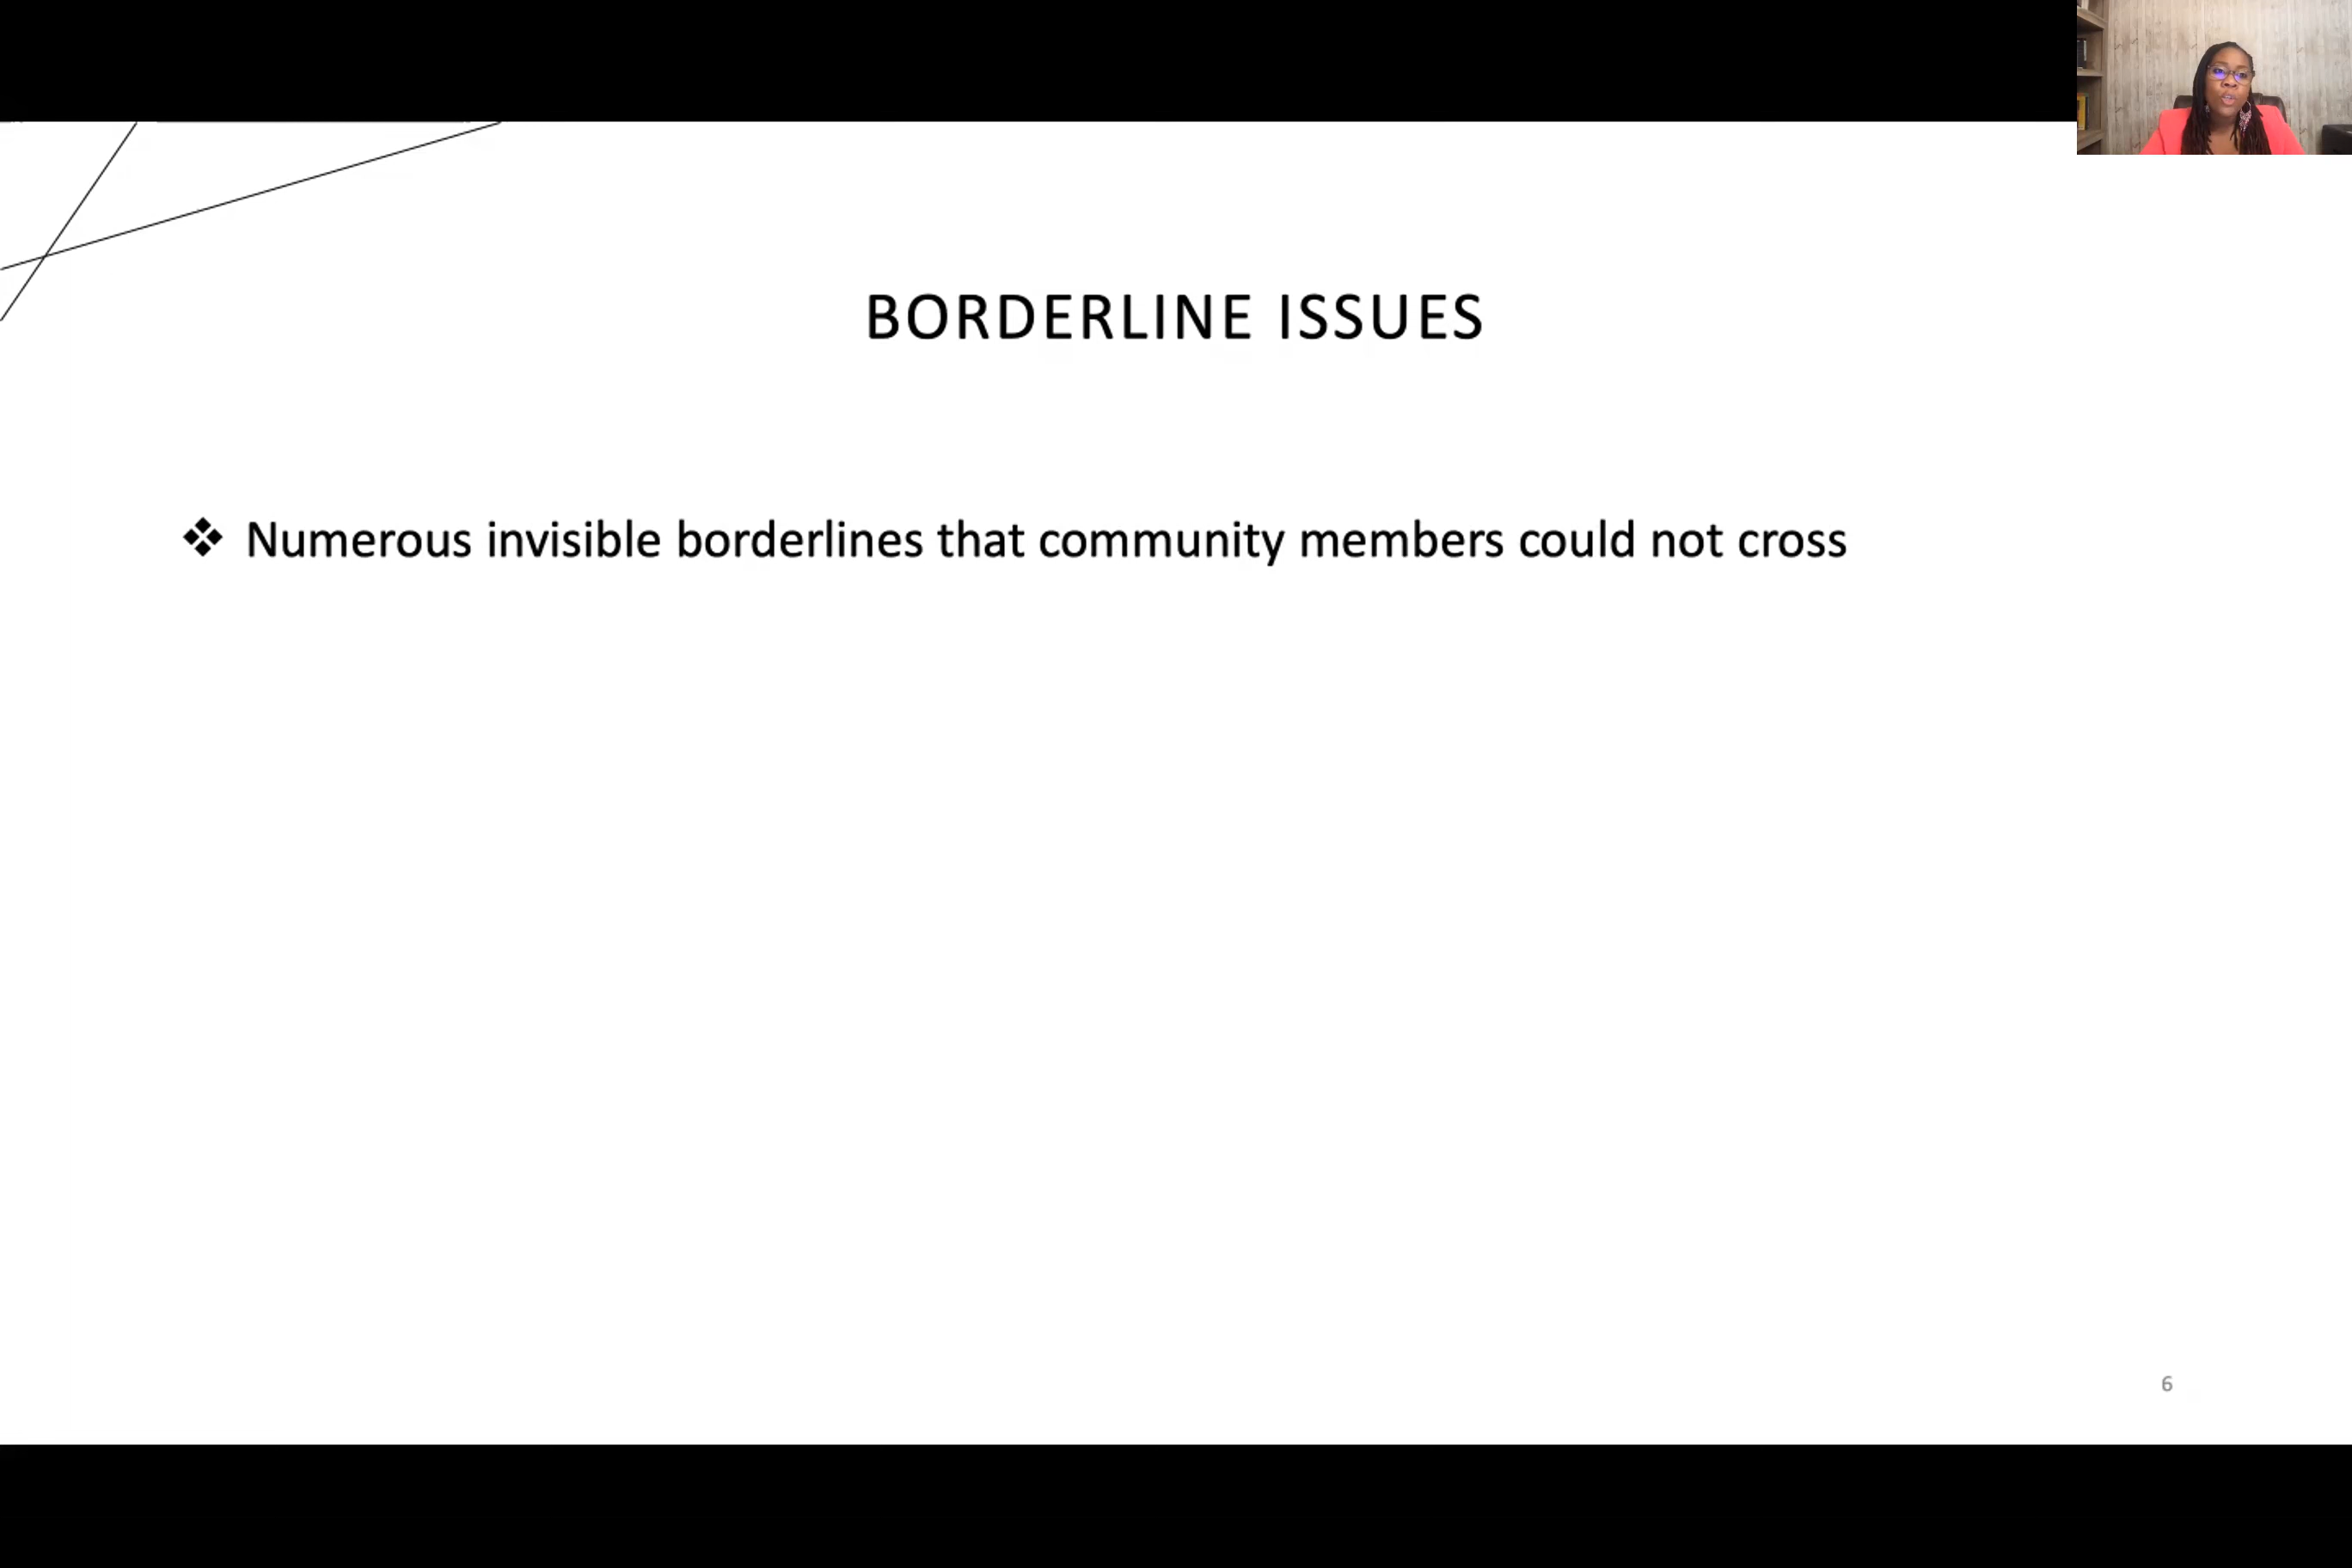 BORDERLINE ISSUES
❖ Numerous invisible borderlines that community members could not cross
6